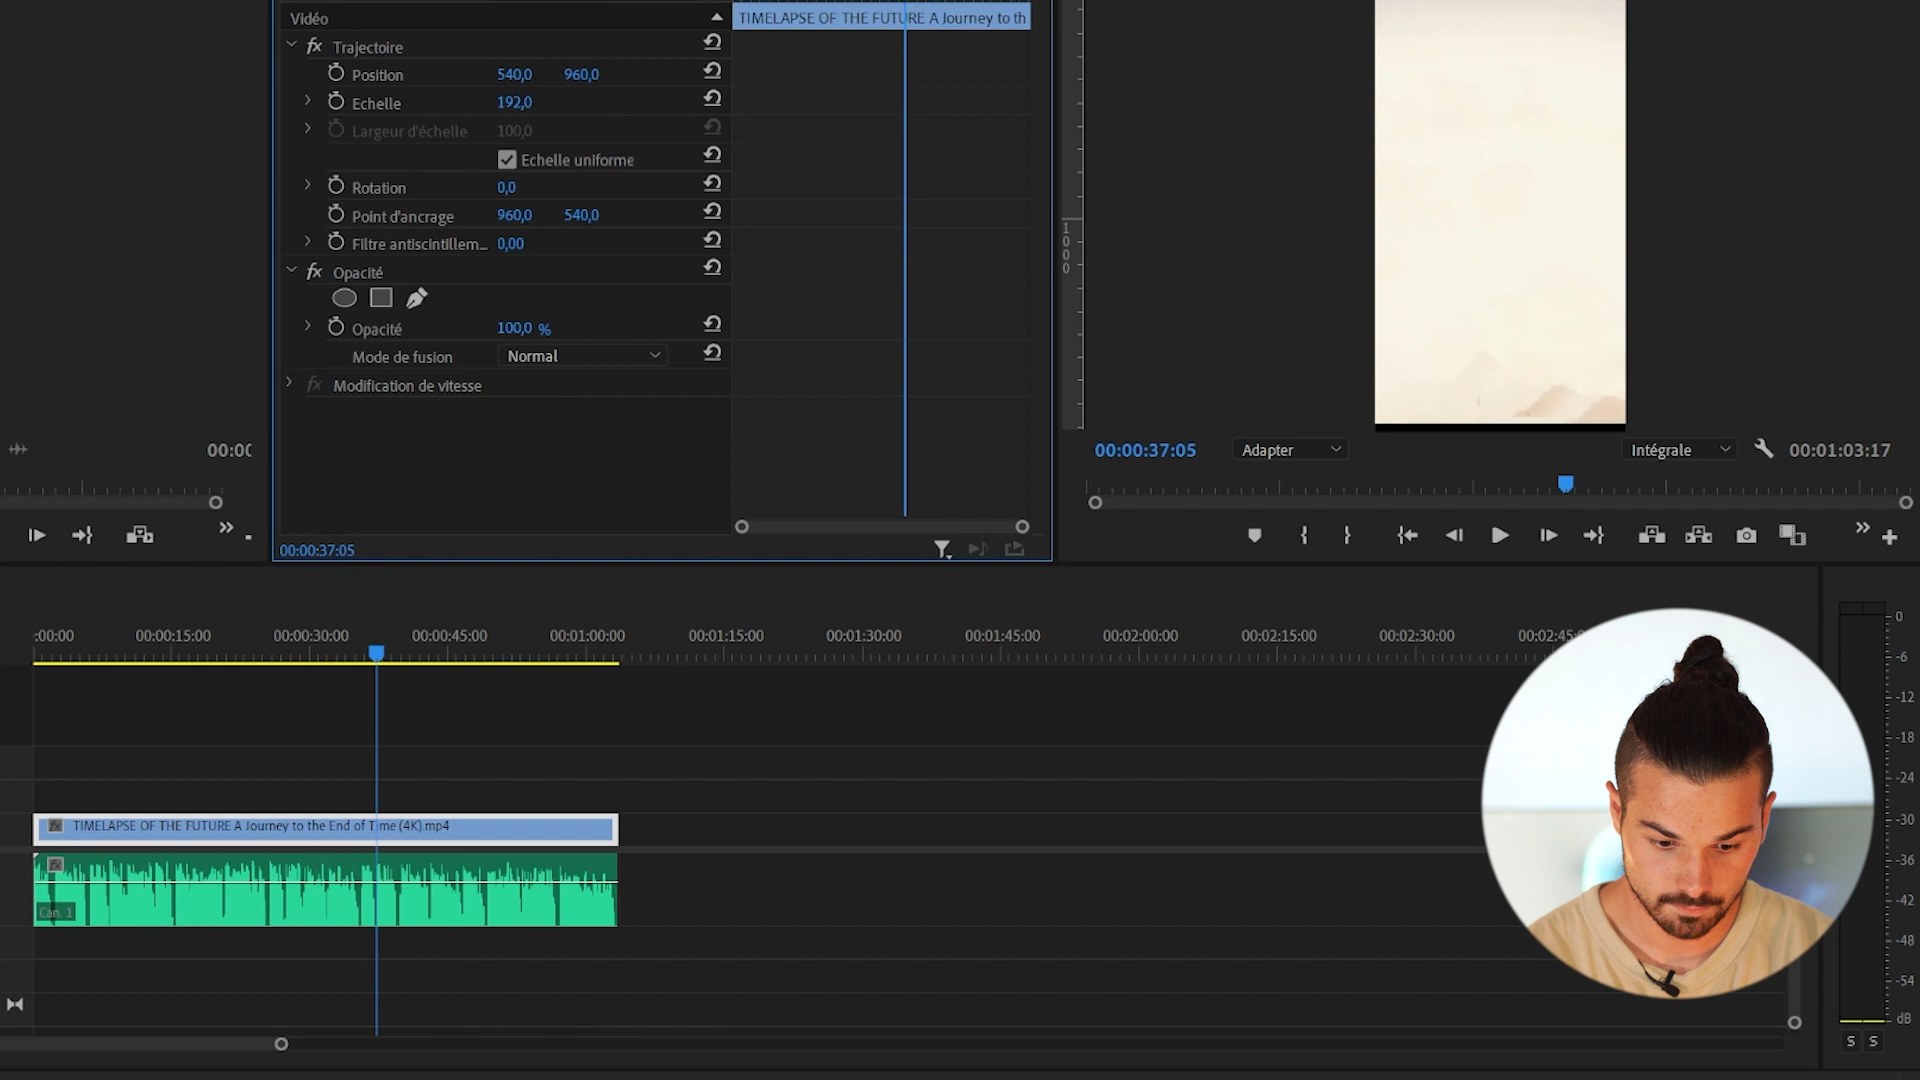 Vidéo
TIMELAPSE OF THE FUTURE A Journey to th
fx Trajectoire
Position 540,0 960,0
Echelle 192,0
Largeur d'échelle 100,0
Echelle uniforme
Rotation 0,0
Point d'ancrage 960,0 540,0
Filtre antiscintillem... 0,00
fx Opacité
Opacité 100,0 %
Mode de fusion Normal
fx Modification de vitesse
100
00:0
00:00:37:05 Adapter Intégrale 00:01:03:17
00:00:37:05
:00:00 00:00:15:00 00:00:30:00 00:00:45:00 00:01:00:00 00:01:15:00 00:01:30:00 00:01:45:00 00:02:00:00 00:02:15:00 00:02:30:00 00:02:45:
fx TIMELAPSE OF THE FUTURE A Journey to the End of Time (4K).mp4
fx
Can. 1
0
-6
-12
-18
-24
-30
-36
-42
-48
-54
dB
S S